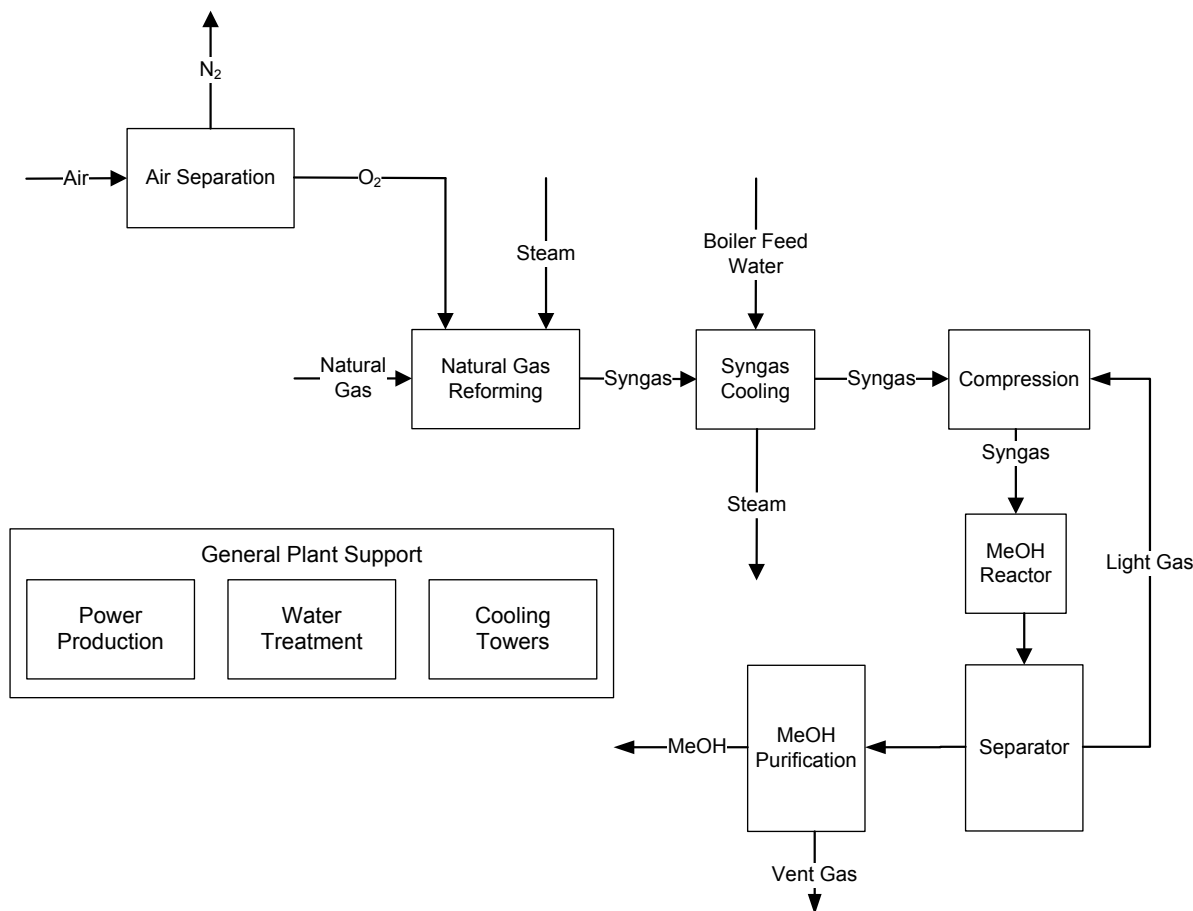 N₂
Air
Air Separation
O₂
Steam
Boiler Feed
Water
Natural
Gas
Natural Gas
Reforming
Syngas
Syngas
Cooling
Syngas
Compression
Syngas
Steam
MeOH
Reactor
Light Gas
General Plant Support
Power
Production
Water
Treatment
Cooling
Towers
MeOH
MeOH
Purification
Separator
Vent Gas